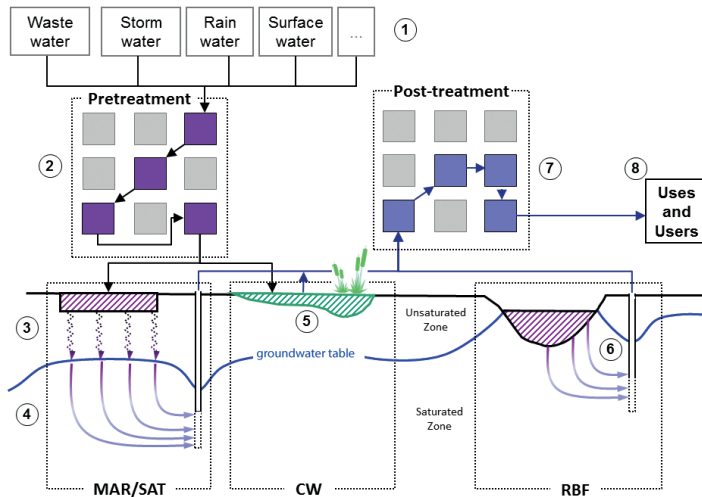 Waste
water
Storm
water
Rain
water
Surface
water
...
1
Pretreatment
2
Post-treatment
7
8
Uses
and
Users
3
5
Unsaturated
Zone
6
groundwater table
4
Saturated
Zone
MAR/SAT
CW
RBF